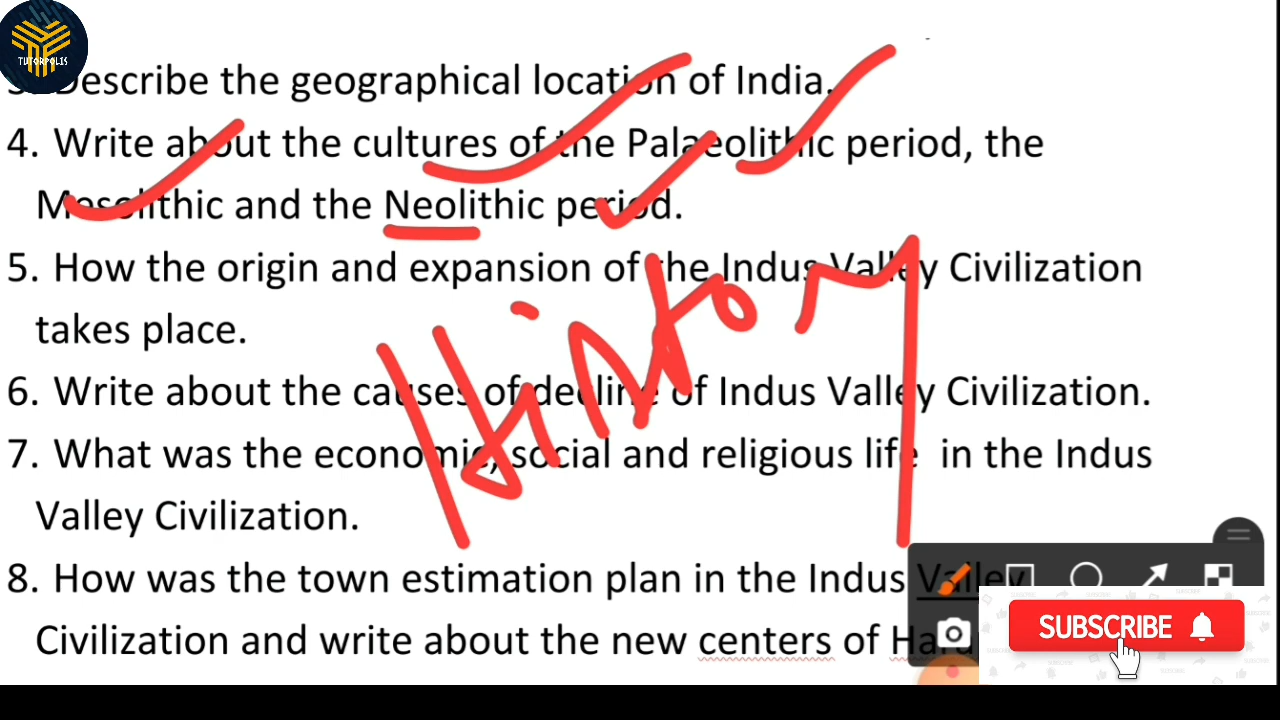 TUTORPOLIS
Describe the geographical location of India.
4. Write about the cultures of the Palaeolithic period, the
Mesolithic and the Neolithic period.
5. How the origin and expansion of the Indus Valley Civilization
takes place.
6. Write about the causes of decline of Indus Valley Civilization.
7. What was the economic, social and religious life in the Indus
Valley Civilization.
8. How was the town estimation plan in the Indus Valley
Civilization and write about the new centers of
History
SUBSCRIBE